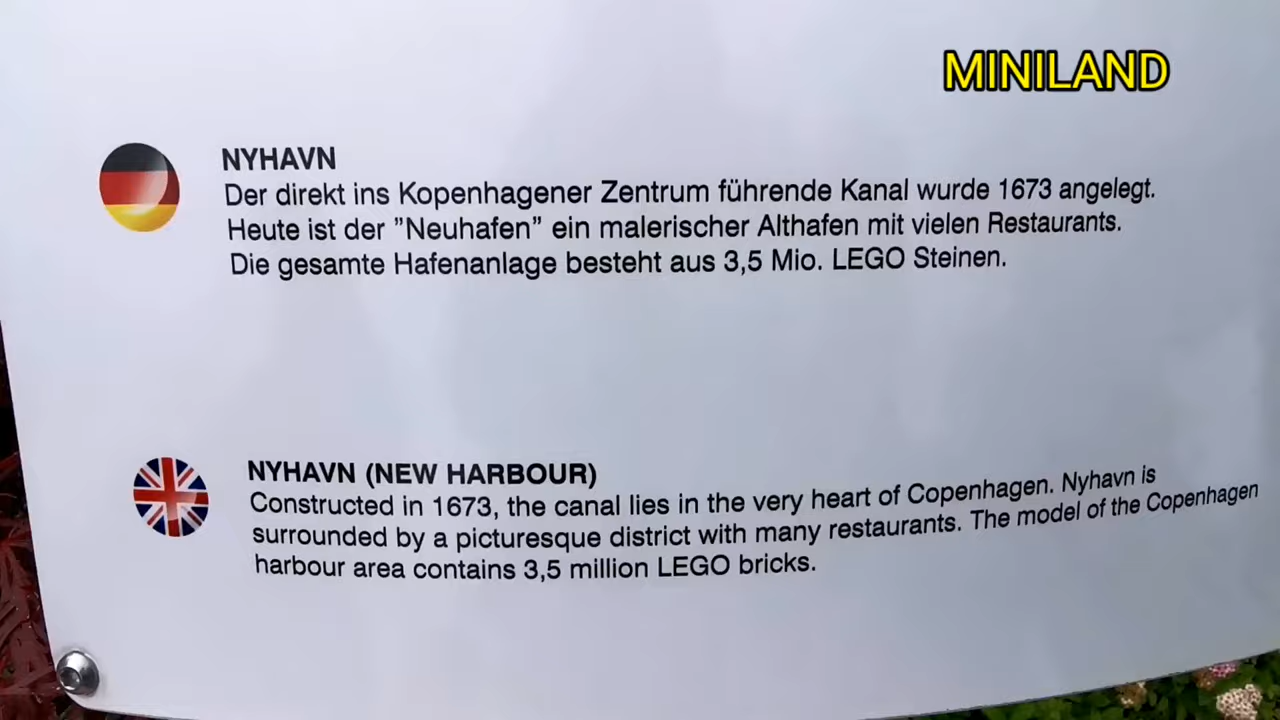 MINILAND
NYHAVN
Der direkt ins Kopenhagener Zentrum führende Kanal wurde 1673 angelegt.
Heute ist der ”Neuhafen” ein malerischer Althafen mit vielen Restaurants.
Die gesamte Hafenanlage besteht aus 3,5 Mio. LEGO Steinen.
NYHAVN (NEW HARBOUR)
Constructed in 1673, the canal lies in the very heart of Copenhagen. Nyhavn is
surrounded by a picturesque district with many restaurants. The model of the Copenhagen
harbour area contains 3,5 million LEGO bricks.